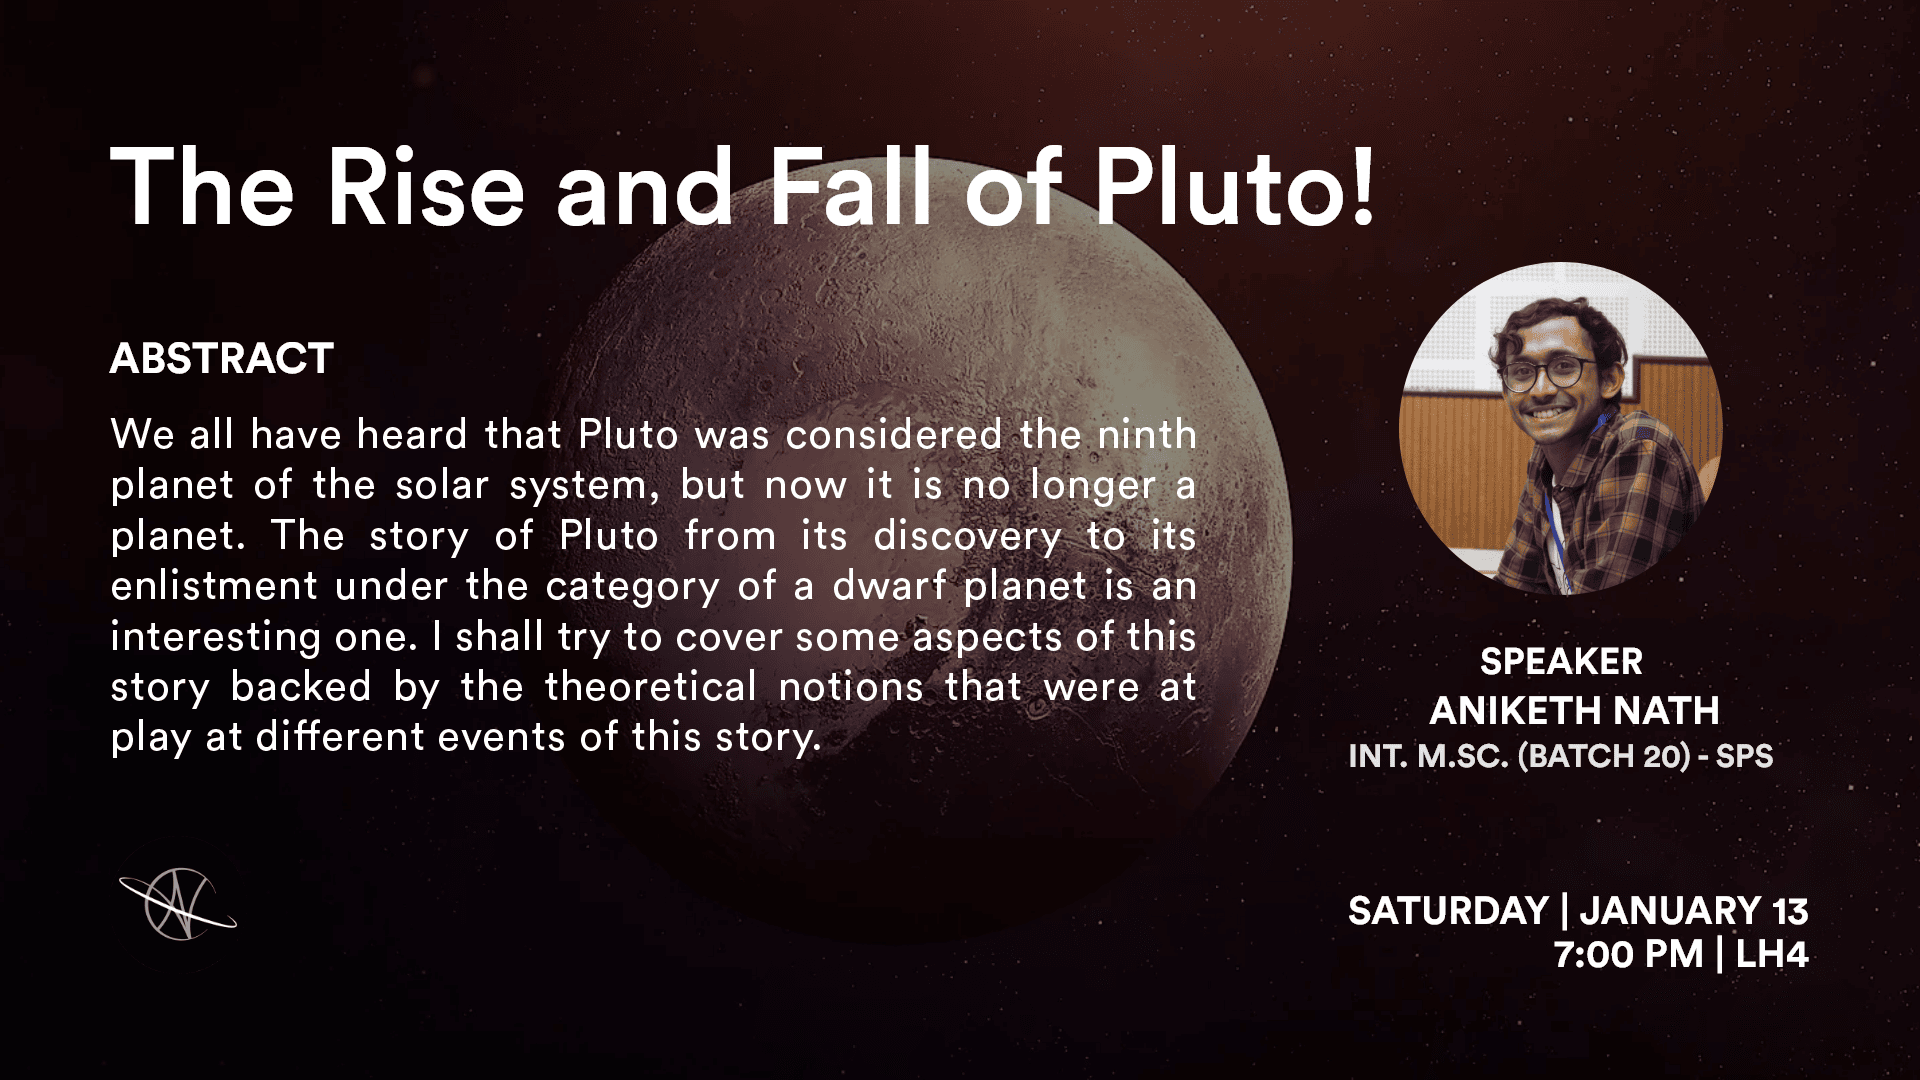 The Rise and Fall of Pluto!
ABSTRACT
We all have heard that Pluto was considered the ninth
planet of the solar system, but now it is no longer a
planet. The story of Pluto from its discovery to its
enlistment under the category of a dwarf planet is an
interesting one. I shall try to cover some aspects of this
story backed by the theoretical notions that were at
play at different events of this story.
SPEAKER
ANIKETH NATH
INT. M.SC. (BATCH 20) - SPS
SATURDAY | JANUARY 13
7:00 PM | LH4